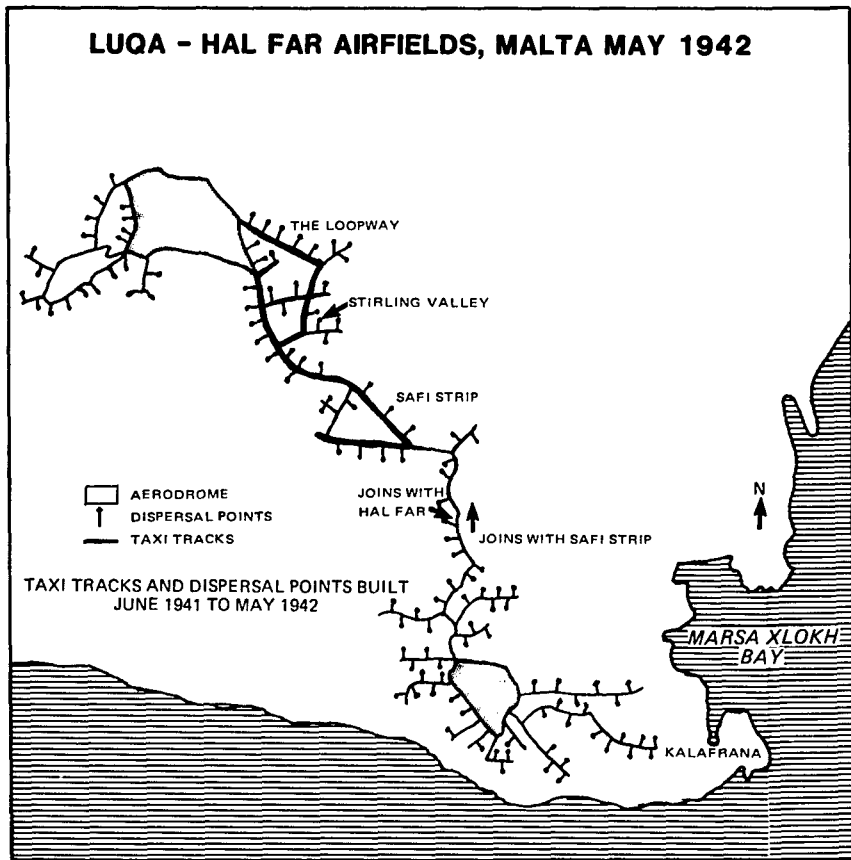 LUQA – HAL FAR AIRFIELDS, MALTA MAY 1942
THE LOOPWAY
STIRLING VALLEY
SAFI STRIP
AERODROME
DISPERSAL POINTS
TAXI TRACKS
JOINS WITH
HAL FAR
N
JOINS WITH SAFI STRIP
TAXI TRACKS AND DISPERSAL POINTS BUILT
JUNE 1941 TO MAY 1942
MARSA XLOKH
BAY
KALAFRANA